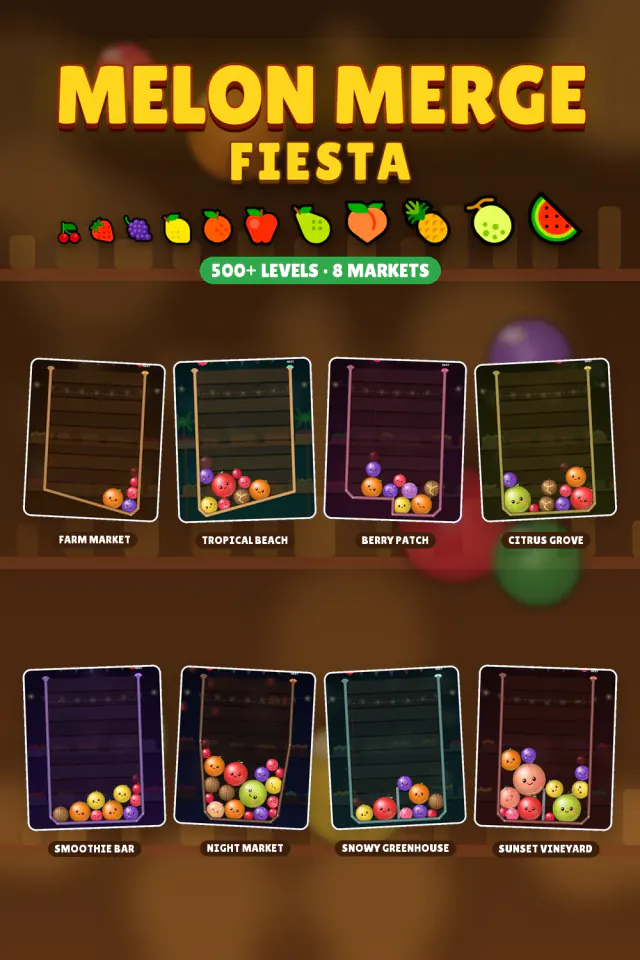 MELON MERGE
FIESTA
500+ LEVELS · 8 MARKETS
FARM MARKET
TROPICAL BEACH
BERRY PATCH
CITRUS GROVE
SMOOTHIE BAR
NIGHT MARKET
SNOWY GREENHOUSE
SUNSET VINEYARD